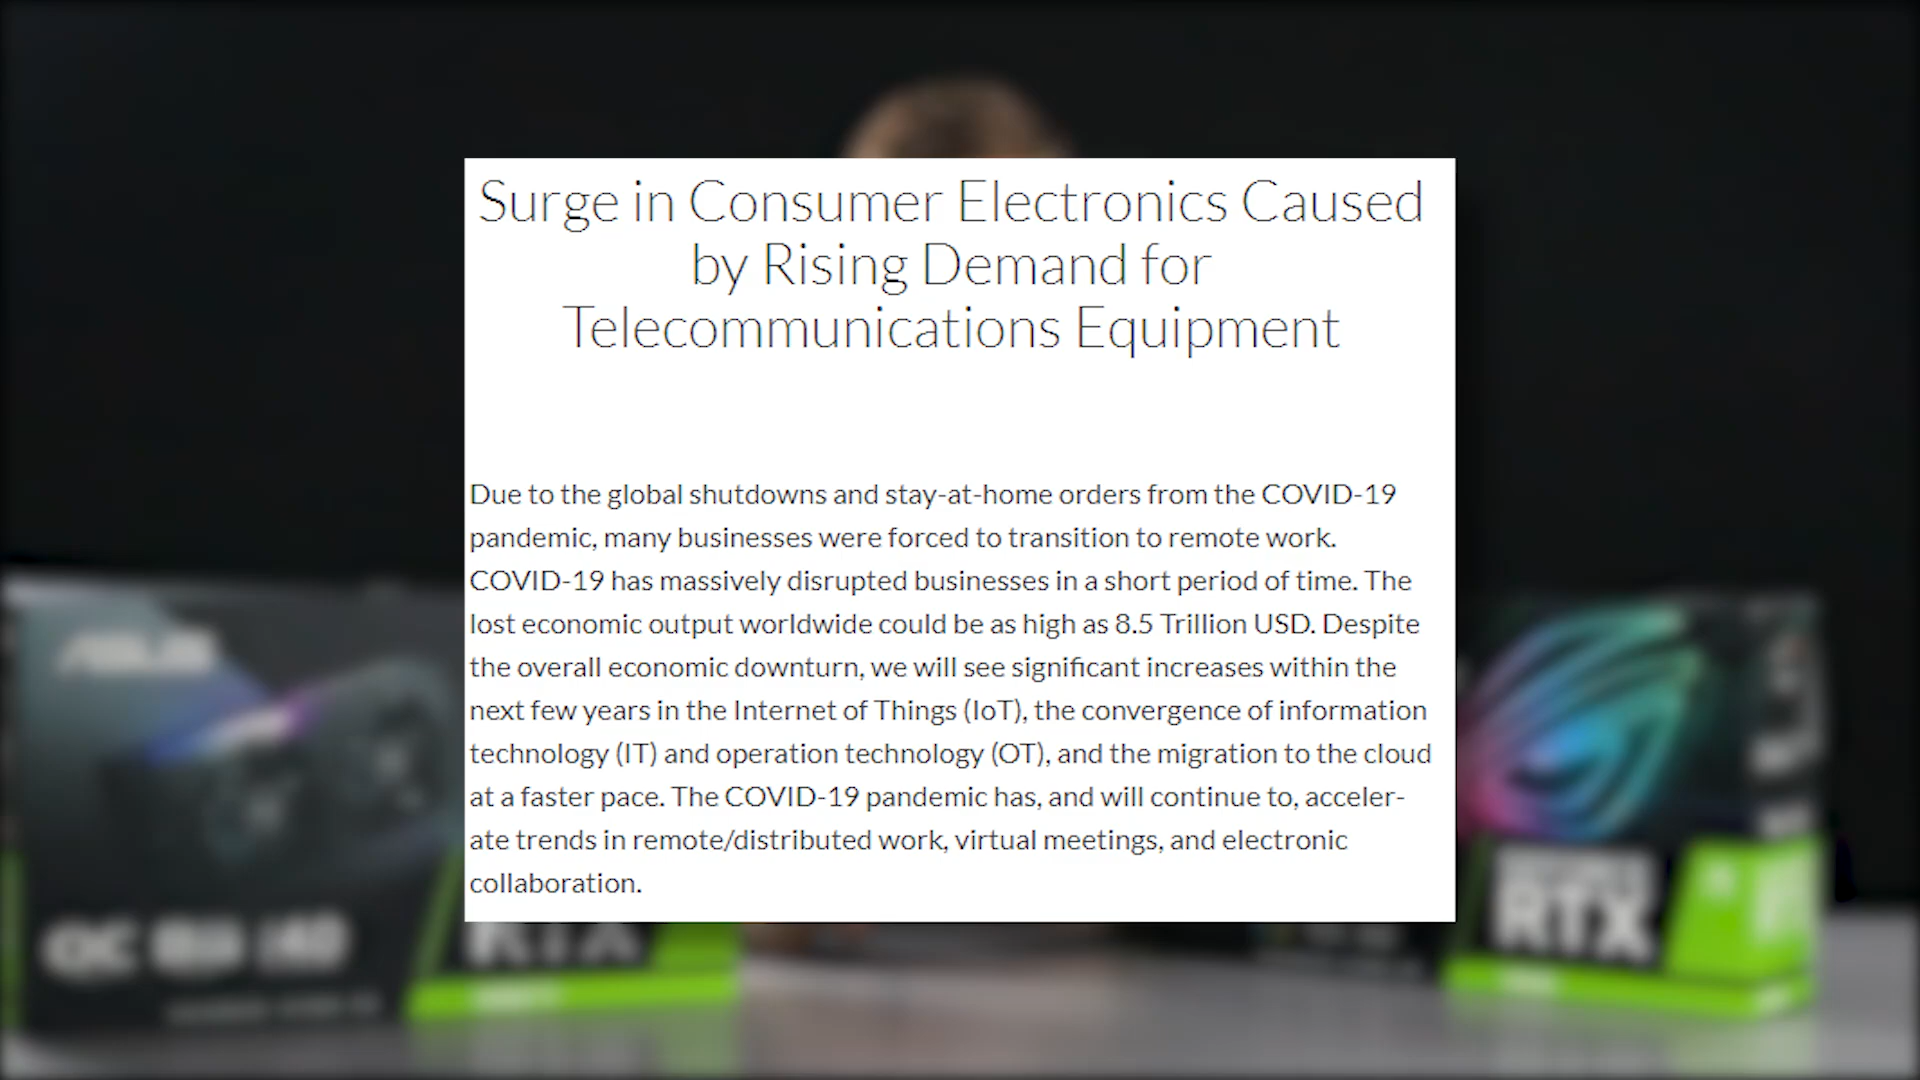 Surge in Consumer Electronics Caused
by Rising Demand for
Telecommunications Equipment
Due to the global shutdowns and stay-at-home orders from the COVID-19
pandemic, many businesses were forced to transition to remote work.
COVID-19 has massively disrupted businesses in a short period of time. The
lost economic output worldwide could be as high as 8.5 Trillion USD. Despite
the overall economic downturn, we will see significant increases within the
next few years in the Internet of Things (IoT), the convergence of information
technology (IT) and operation technology (OT), and the migration to the cloud
at a faster pace. The COVID-19 pandemic has, and will continue to, acceler-
ate trends in remote/distributed work, virtual meetings, and electronic
collaboration.
ASUS
RTX
RTX